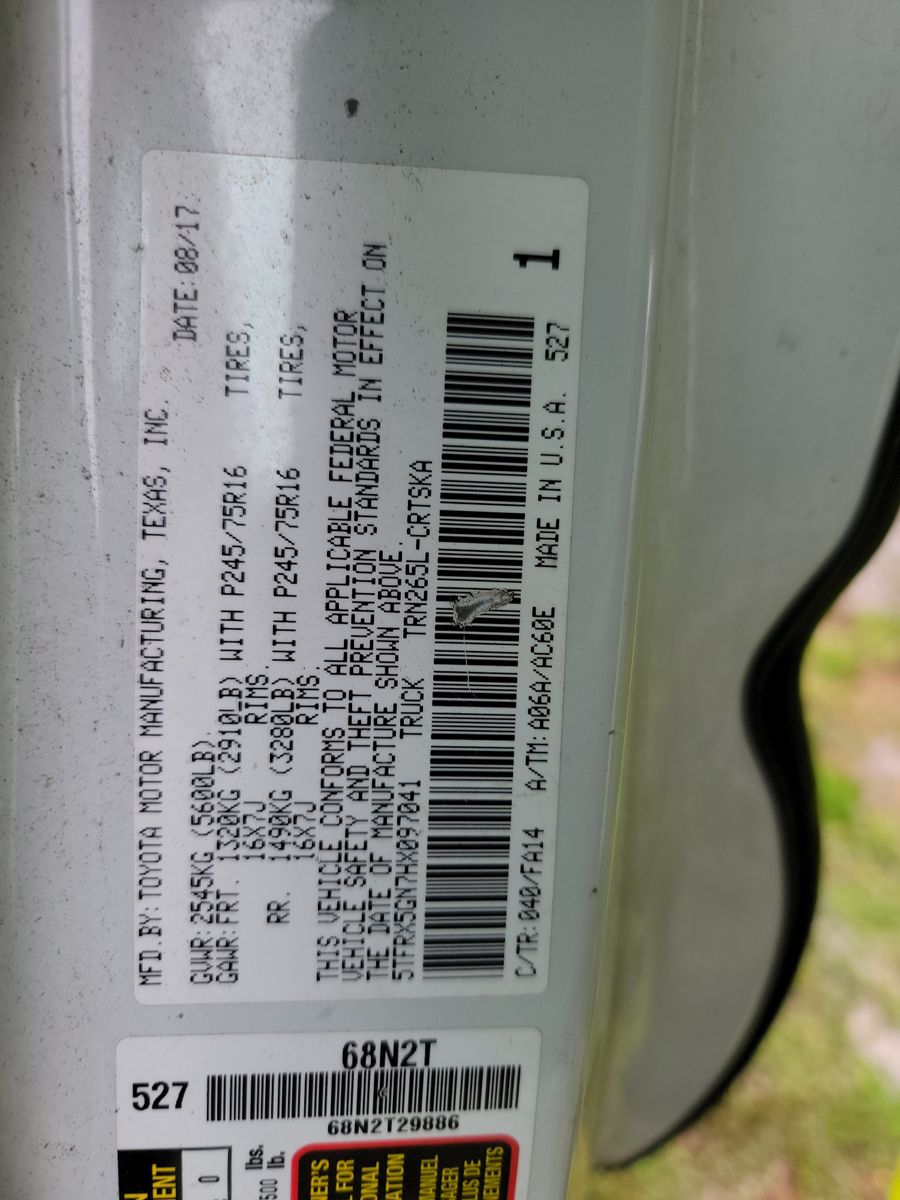 MFD.BY: TOYOTA MOTOR MANUFACTURING, TEXAS, INC.
DATE: 08/17
GVWR: 2545KG (5600LB).
GAWR: FRT. 1320KG (2910LB) WITH P245/75R16 TIRES,
16X7J RIMS.
RR. 1490KG (3280LB) WITH P245/75R16 TIRES,
16X7J RIMS.
THIS VEHICLE CONFORMS TO ALL APPLICABLE FEDERAL MOTOR
VEHICLE SAFETY AND THEFT PREVENTION STANDARDS IN EFFECT ON
THE DATE OF MANUFACTURE SHOWN ABOVE.
5TFRX5GN7HX097041 TRUCK TRN265L-CRTSKA
1
C/TR: 040/FA14 A/TM: A06A/AC60E MADE IN U.S.A. 527
527
68N2T
68N2T29886
0
lbs.
lb.